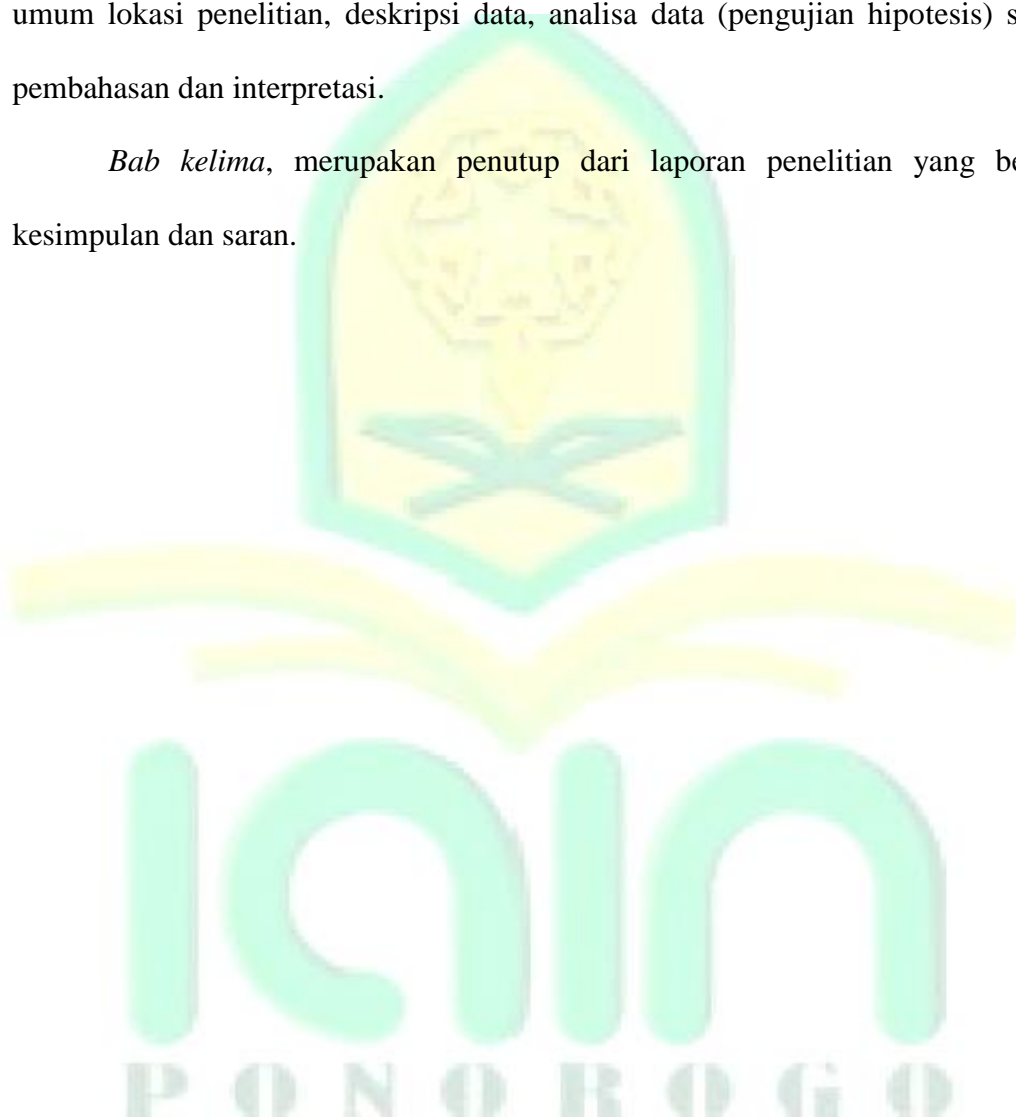 umum lokasi penelitian, deskripsi data, analisa data (pengujian hipotesis) s
pembahasan dan interpretasi.
Bab kelima, merupakan penutup dari laporan penelitian yang be
kesimpulan dan saran.
IAIN
PONOROGO